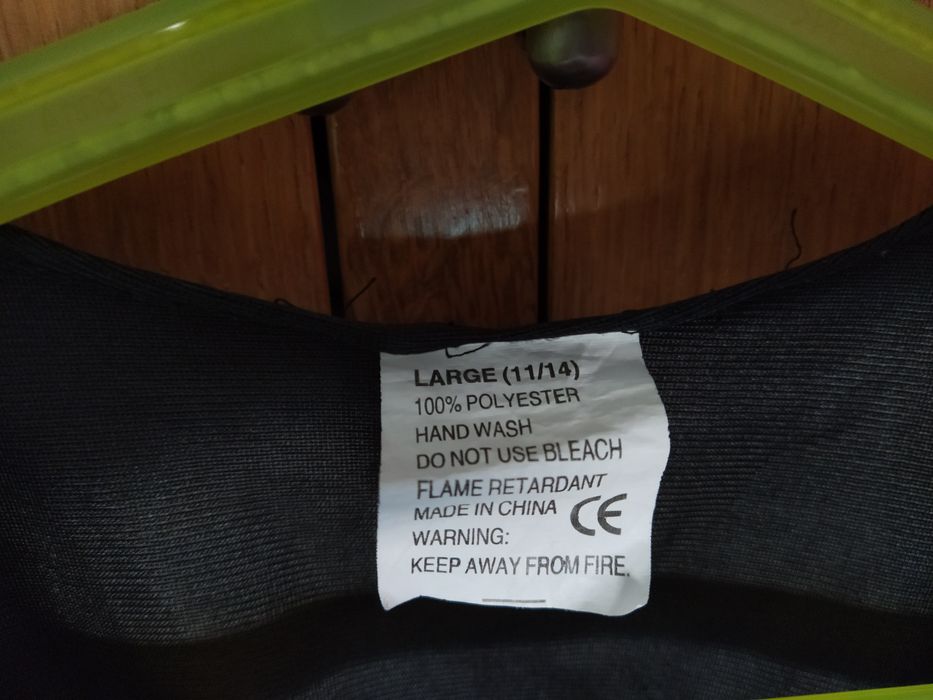 LARGE (11/14)
100% POLYESTER
HAND WASH
DO NOT USE BLEACH
FLAME RETARDANT
MADE IN CHINA CE
WARNING:
KEEP AWAY FROM FIRE.